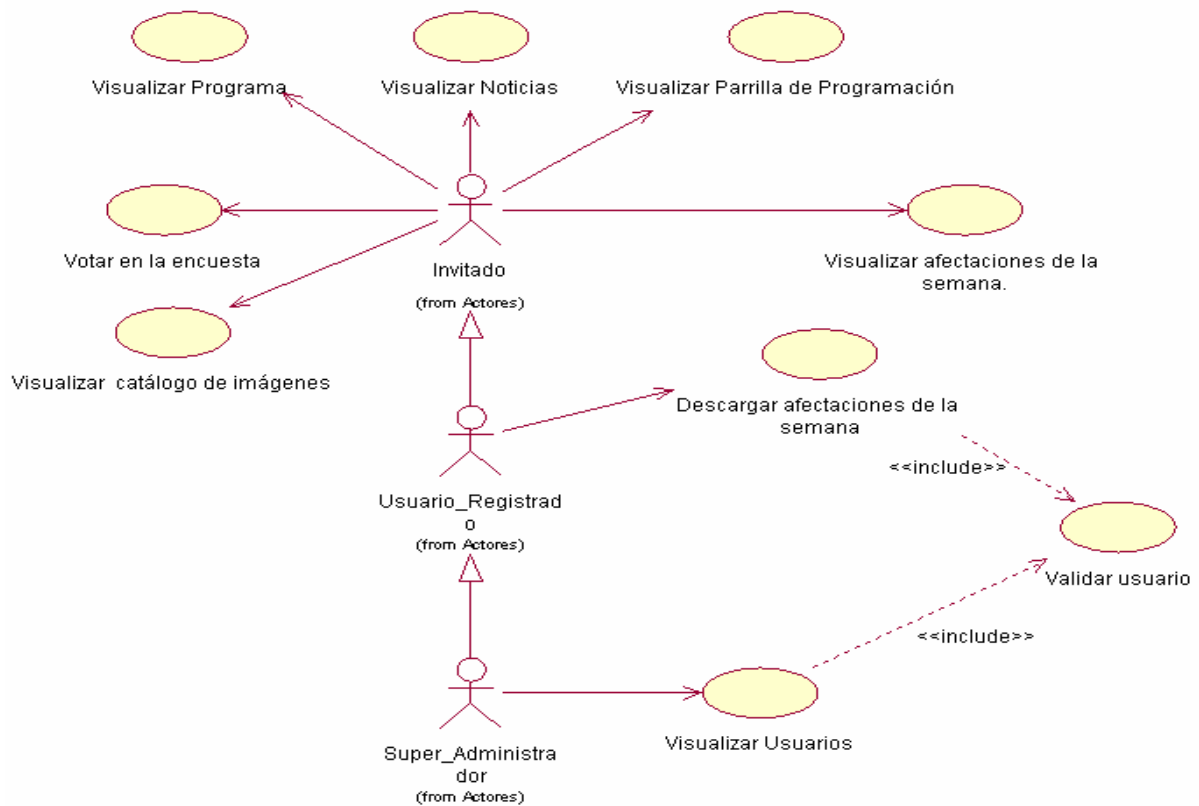 Visualizar Programa
Visualizar Noticias
Visualizar Parrilla de Programación
Votar en la encuesta
Invitado
(from Actores)
Visualizar afectaciones de la
semana.
Visualizar catálogo de imágenes
Descargar afectaciones de la
semana
<<include>>
Usuario_Registrad
o
(from Actores)
Validar usuario
<<include>>
Visualizar Usuarios
Super_Administra
dor
(from Actores)